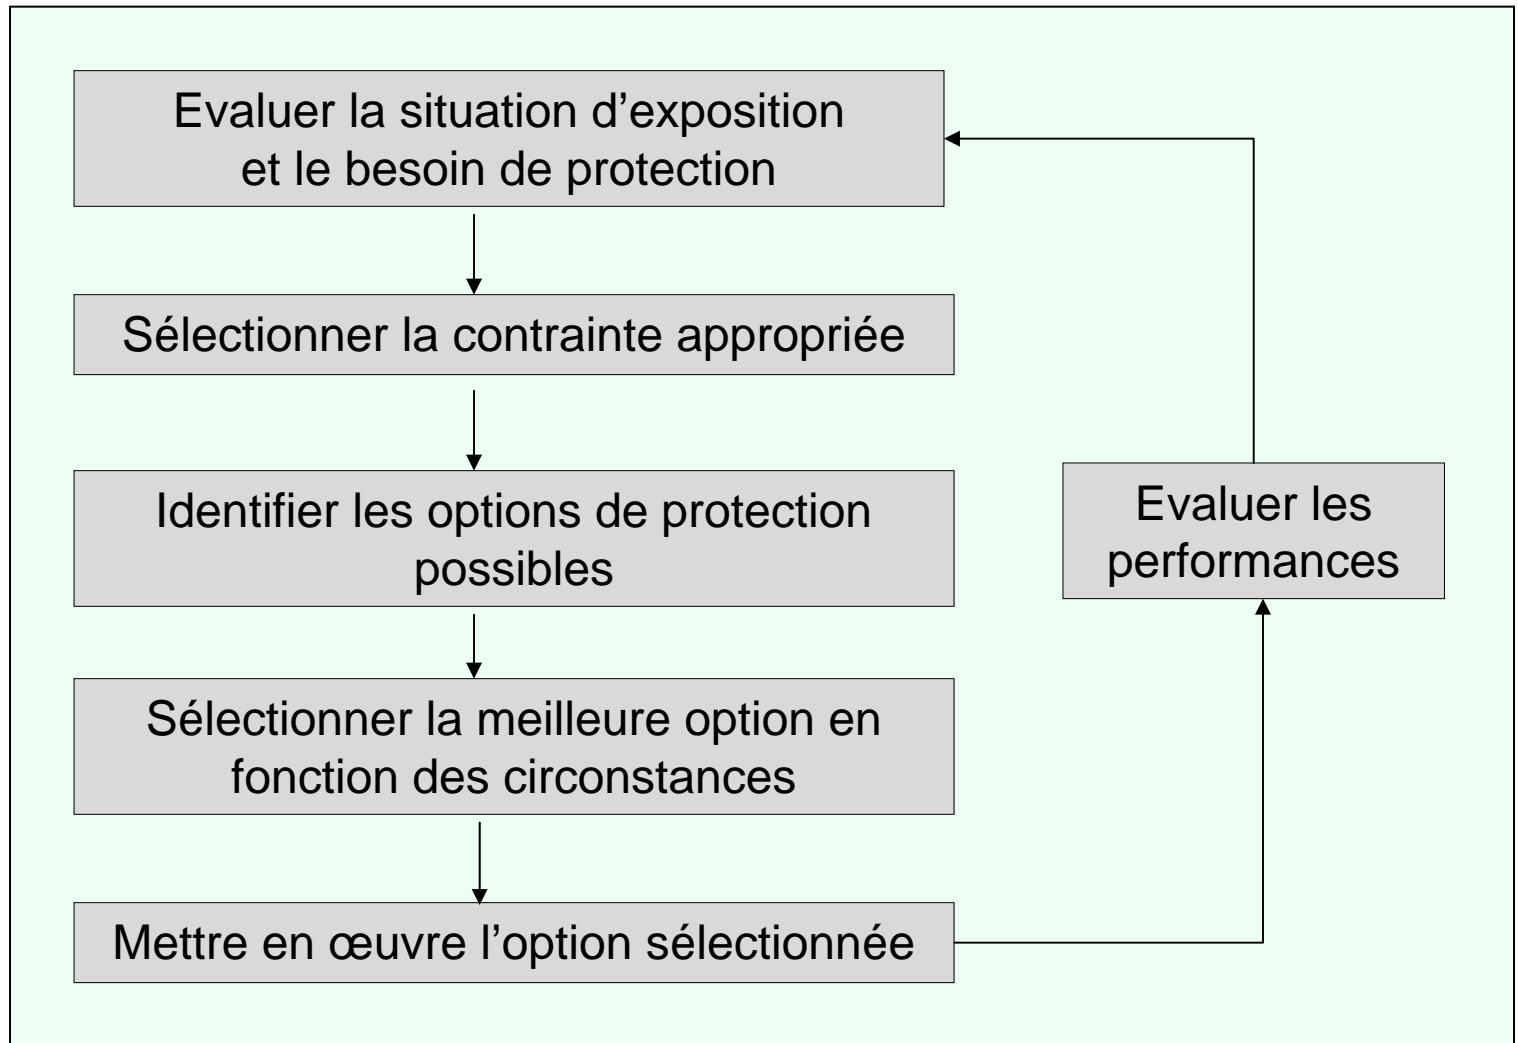 Evaluer la situation d’exposition
et le besoin de protection
Sélectionner la contrainte appropriée
Identifier les options de protection
possibles
Sélectionner la meilleure option en
fonction des circonstances
Mettre en œuvre l’option sélectionnée
Evaluer les
performances